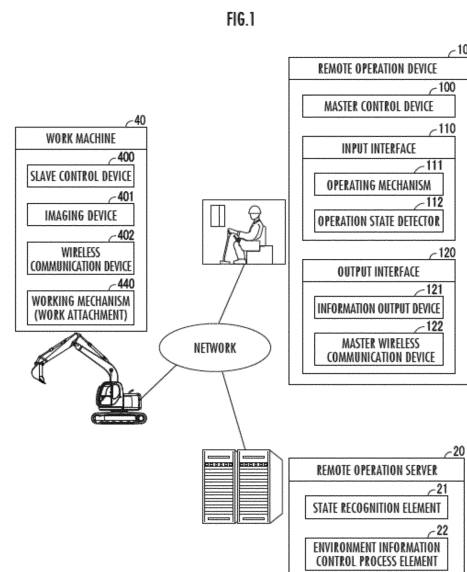 FIG.1
10
REMOTE OPERATION DEVICE
100
MASTER CONTROL DEVICE
110
INPUT INTERFACE
111
OPERATING MECHANISM
112
OPERATION STATE DETECTOR
120
OUTPUT INTERFACE
121
INFORMATION OUTPUT DEVICE
122
MASTER WIRELESS
COMMUNICATION DEVICE
40
WORK MACHINE
400
SLAVE CONTROL DEVICE
401
IMAGING DEVICE
402
WIRELESS
COMMUNICATION DEVICE
440
WORKING MECHANISM
(WORK ATTACHMENT)
NETWORK
20
REMOTE OPERATION SERVER
21
STATE RECOGNITION ELEMENT
22
ENVIRONMENT INFORMATION
CONTROL PROCESS ELEMENT